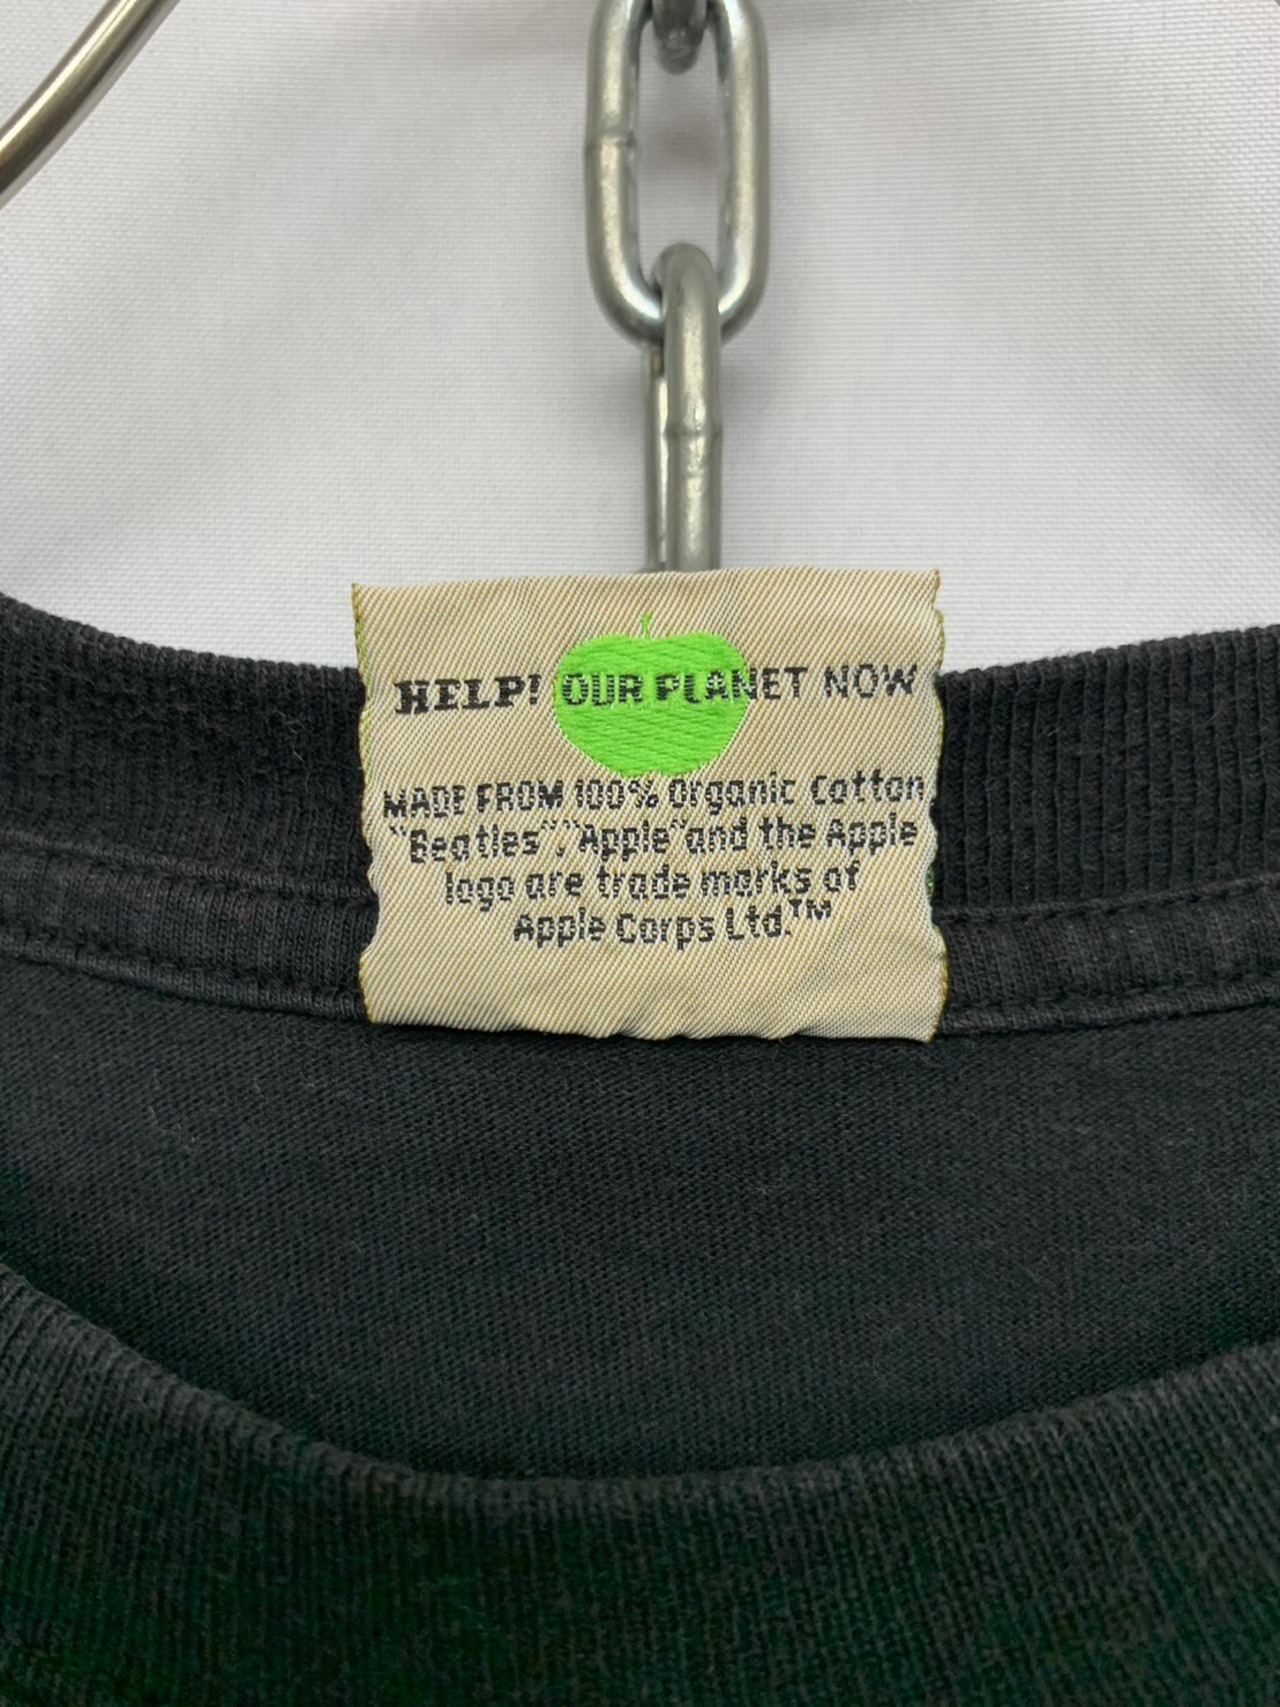 HELP! OUR PLANET NOW
MADE FROM 100% Organic Cotton
"Beatles", "Apple" and the Apple
logo are trade marks of
Apple Corps Ltd.™